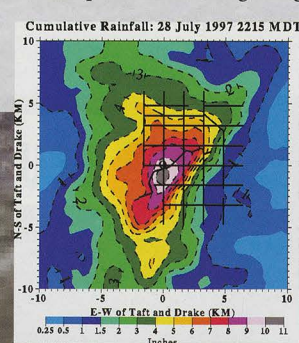 Cumulative Rainfall: 28 July 1997 2215 MDT
N-S of Taft and Drake (KM)
10
5
0
-5
-10
-10 -5 0 5 10
E-W of Taft and Drake (KM)
0.25 0.5 1 1.5 2 3 4 5 6 7 8 9 10 11
Inches